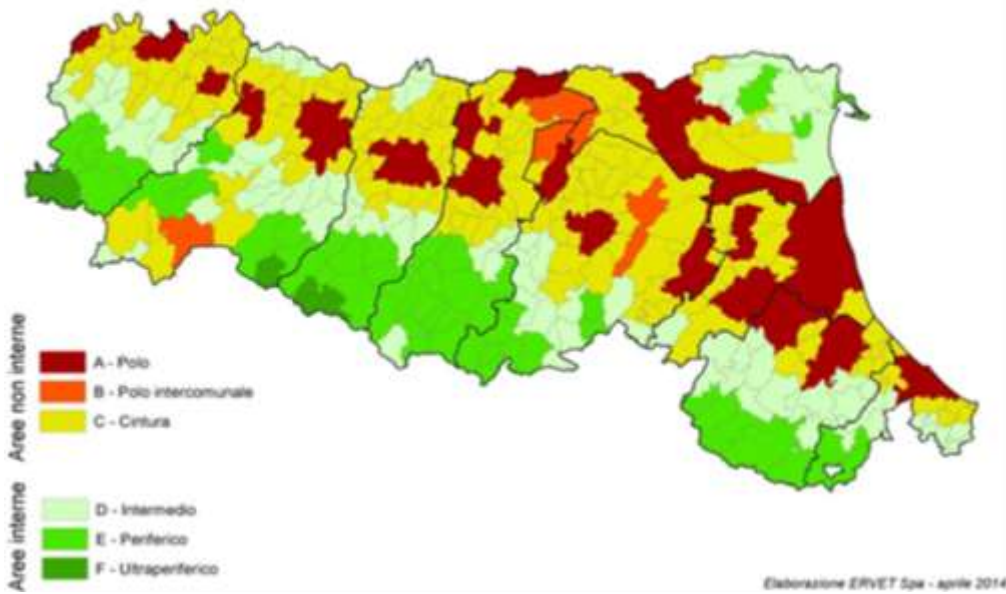 Aree non interne
A - Polo
B - Polo intercomunale
C - Cintura
Aree interne
D - Intermedio
E - Periferico
F - Ultraperiferico
Elaborazione ERVET Spa - aprile 2014